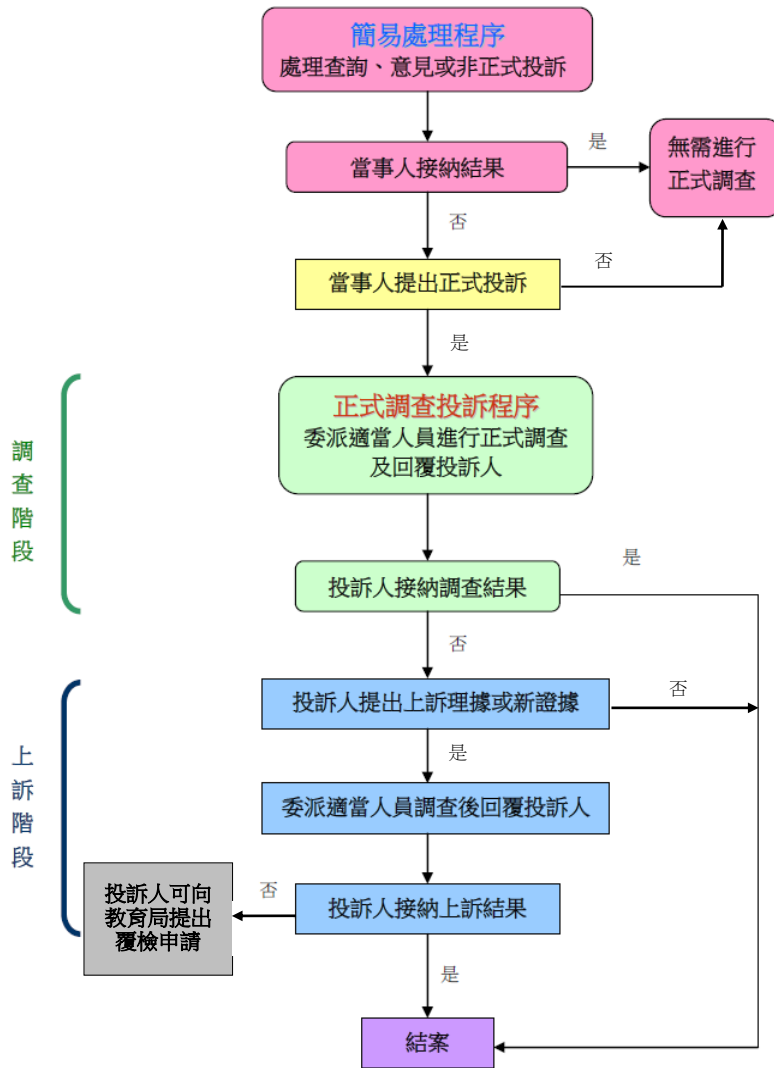 簡易處理程序
處理查詢、意見或非正式投訴
是
無需進行
正式調查
當事人接納結果
否
否
當事人提出正式投訴
是
正式調查投訴程序
委派適當人員進行正式調查
及回覆投訴人
調
查
階
段
是
投訴人接納調查結果
否
投訴人提出上訴理據或新證據
否
是
上
訴
階
段
委派適當人員調查後回覆投訴人
投訴人可向
教育局提出
覆檢申請
否
投訴人接納上訴結果
是
結案